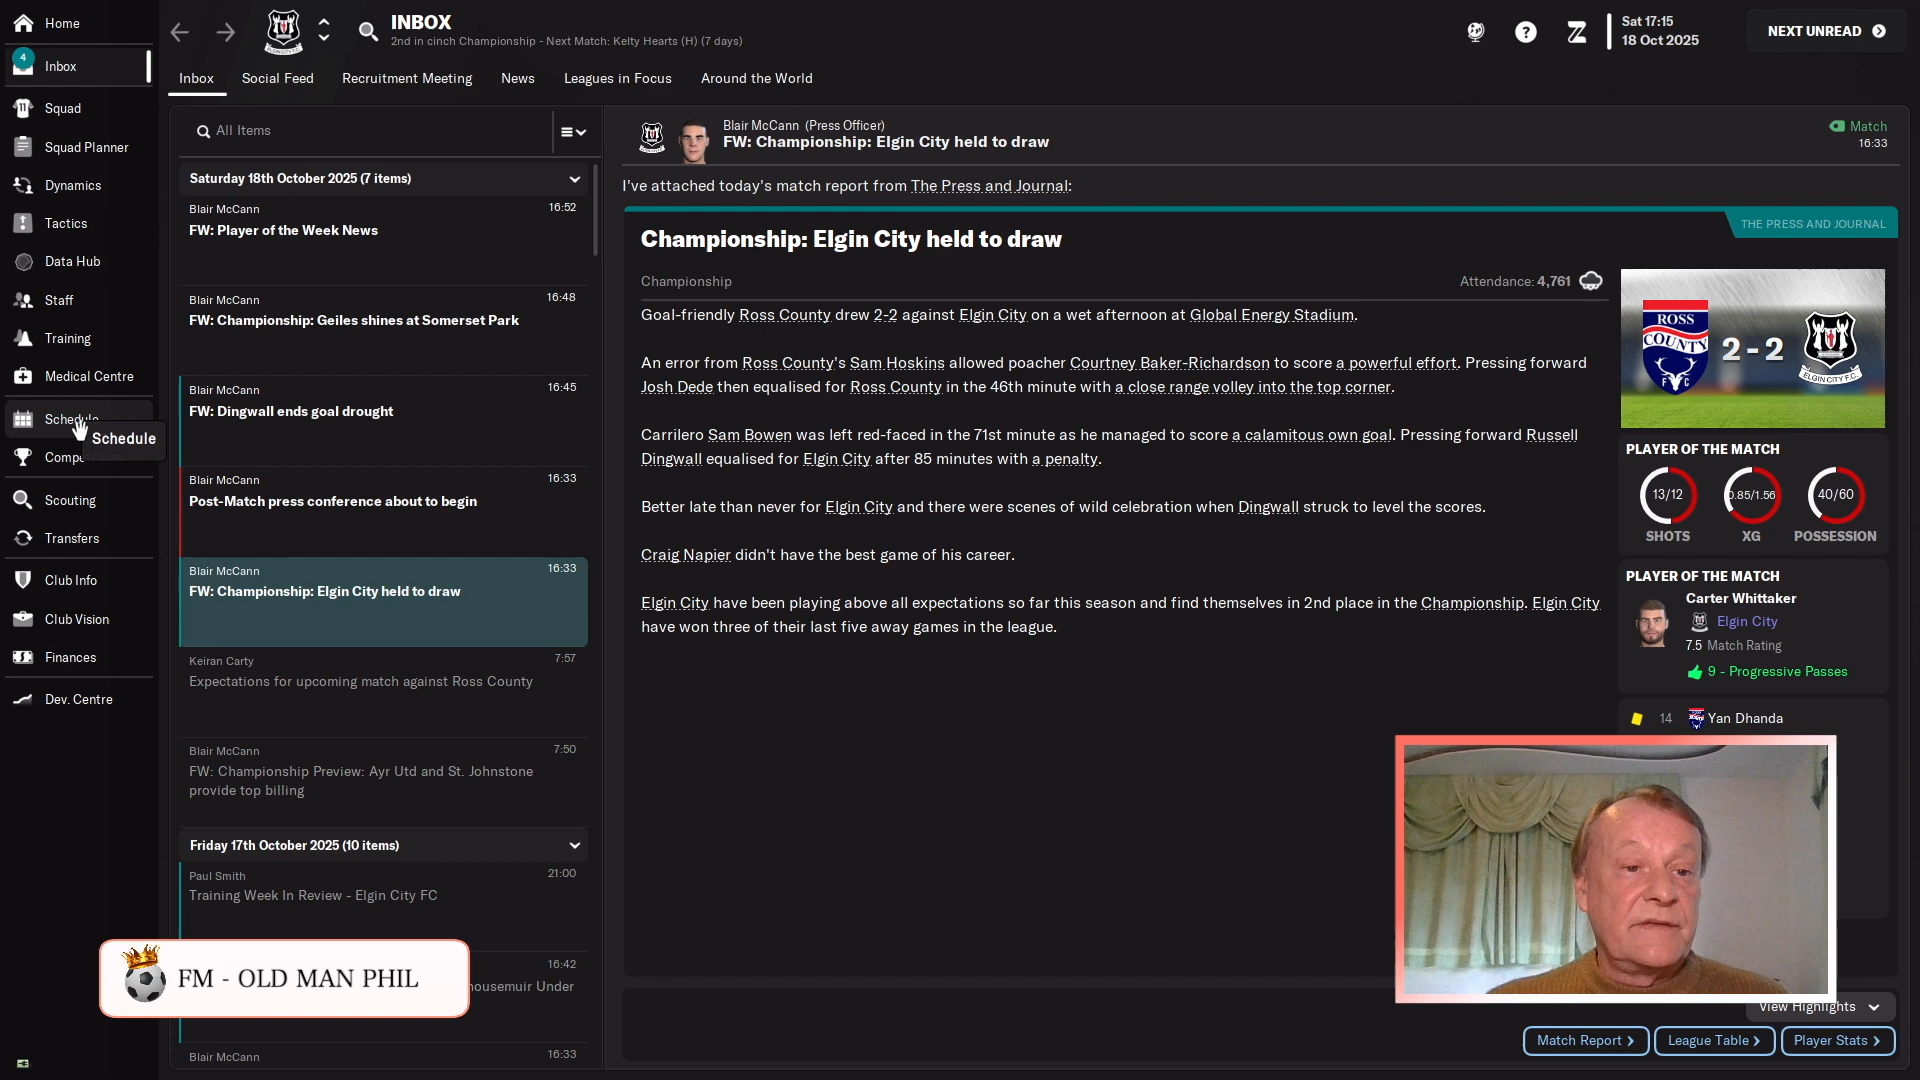 Home
4
Inbox
Squad
Squad Planner
Dynamics
Tactics
Data Hub
Staff
Training
Medical Centre
Schedule
Schedule
Scouting
Transfers
Club Info
Club Vision
Finances
Dev. Centre
INBOX
2nd in cinch Championship - Next Match: Kelty Hearts (H) (7 days)
Sat 17:15
18 Oct 2025
NEXT UNREAD
Inbox
Social Feed
Recruitment Meeting
News
Leagues in Focus
Around the World
All Items
Saturday 18th October 2025 (7 items)
Blair McCann 16:52
FW: Player of the Week News
Blair McCann 16:48
FW: Championship: Geiles shines at Somerset Park
Blair McCann 16:45
FW: Dingwall ends goal drought
Blair McCann 16:33
Post-Match press conference about to begin
Blair McCann 16:33
FW: Championship: Elgin City held to draw
Keiran Carty 7:57
Expectations for upcoming match against Ross County
Blair McCann 7:50
FW: Championship Preview: Ayr Utd and St. Johnstone
provide top billing
Friday 17th October 2025 (10 items)
Paul Smith 21:00
Training Week In Review - Elgin City FC
16:42
housemuir Under
Blair McCann 16:33
FM - OLD MAN PHIL
Blair McCann (Press Officer)
FW: Championship: Elgin City held to draw
Match
16:33
I've attached today's match report from The Press and Journal:
THE PRESS AND JOURNAL
Championship: Elgin City held to draw
Championship
Attendance: 4,761
Goal-friendly Ross County drew 2-2 against Elgin City on a wet afternoon at Global Energy Stadium.
An error from Ross County's Sam Hoskins allowed poacher Courtney Baker-Richardson to score a powerful effort. Pressing forward
Josh Dede then equalised for Ross County in the 46th minute with a close range volley into the top corner.
Carrilero Sam Bowen was left red-faced in the 71st minute as he managed to score a calamitous own goal. Pressing forward Russell
Dingwall equalised for Elgin City after 85 minutes with a penalty.
Better late than never for Elgin City and there were scenes of wild celebration when Dingwall struck to level the scores.
Craig Napier didn't have the best game of his career.
Elgin City have been playing above all expectations so far this season and find themselves in 2nd place in the Championship. Elgin City
have won three of their last five away games in the league.
ROSS
COUNTY
F C
2 - 2
ELGIN CITY F.C.
PLAYER OF THE MATCH
13/12
0.85/1.56
40/60
SHOTS
XG
POSSESSION
PLAYER OF THE MATCH
Carter Whittaker
Elgin City
7.5 Match Rating
9 - Progressive Passes
14 Yan Dhanda
View Highlights
Match Report
League Table
Player Stats